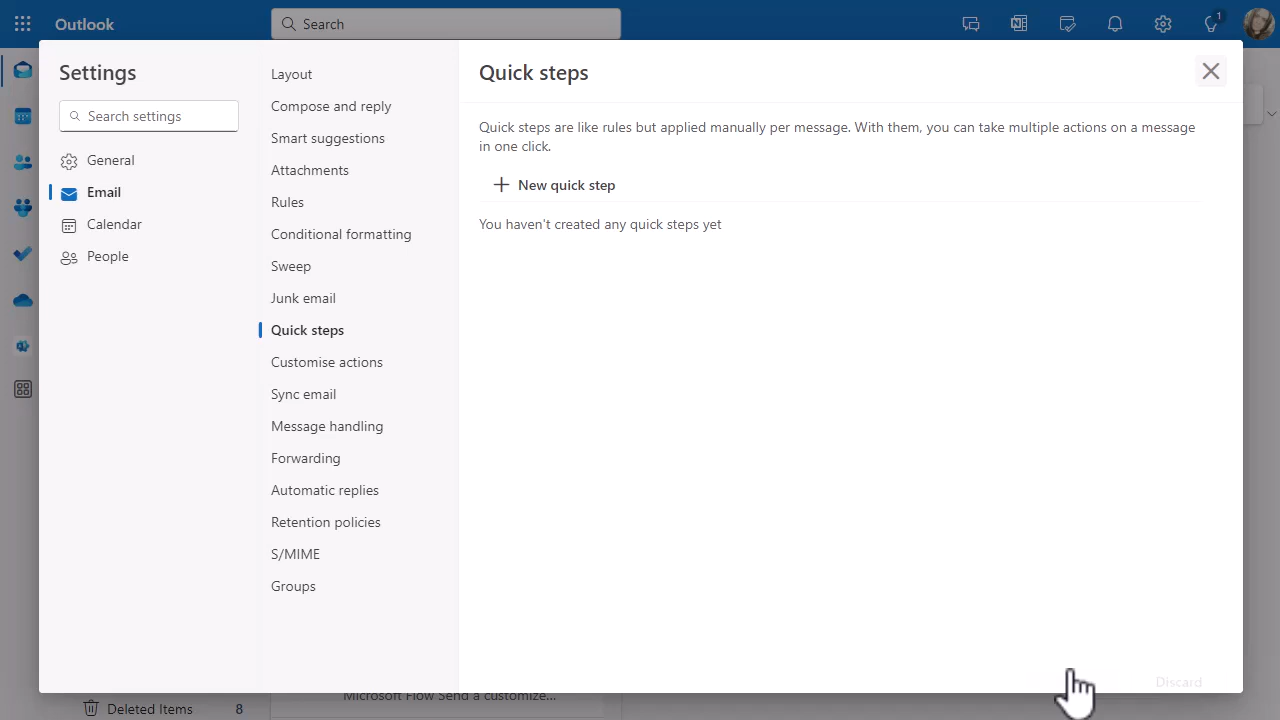 Outlook
Search
1
Settings
Search settings
General
Email
Calendar
People
Layout
Compose and reply
Smart suggestions
Attachments
Rules
Conditional formatting
Sweep
Junk email
Quick steps
Customise actions
Sync email
Message handling
Forwarding
Automatic replies
Retention policies
S/MIME
Groups
Quick steps
Quick steps are like rules but applied manually per message. With them, you can take multiple actions on a message
in one click.
New quick step
You haven't created any quick steps yet
Discard
Microsoft Flow Send a customize...
Deleted Items 8